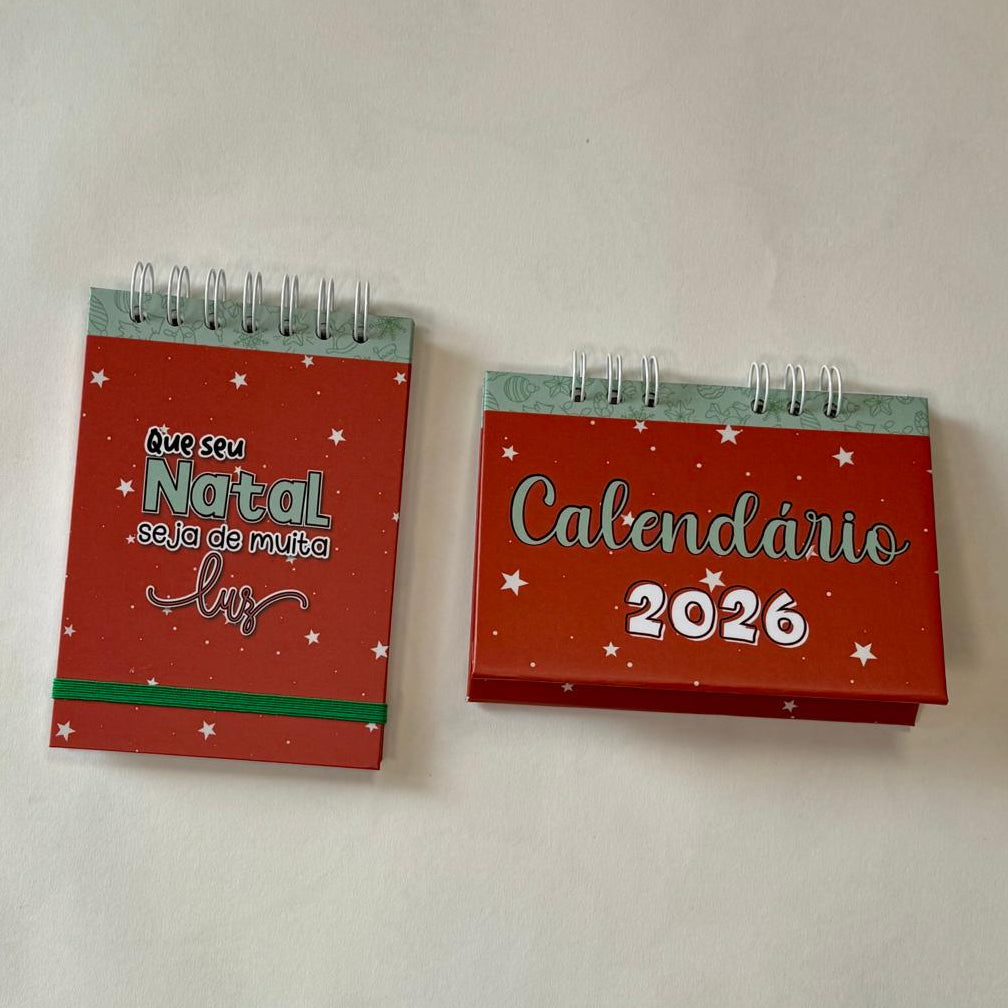 Que seu
Natal
seja de muita
luz
Calendário
2026